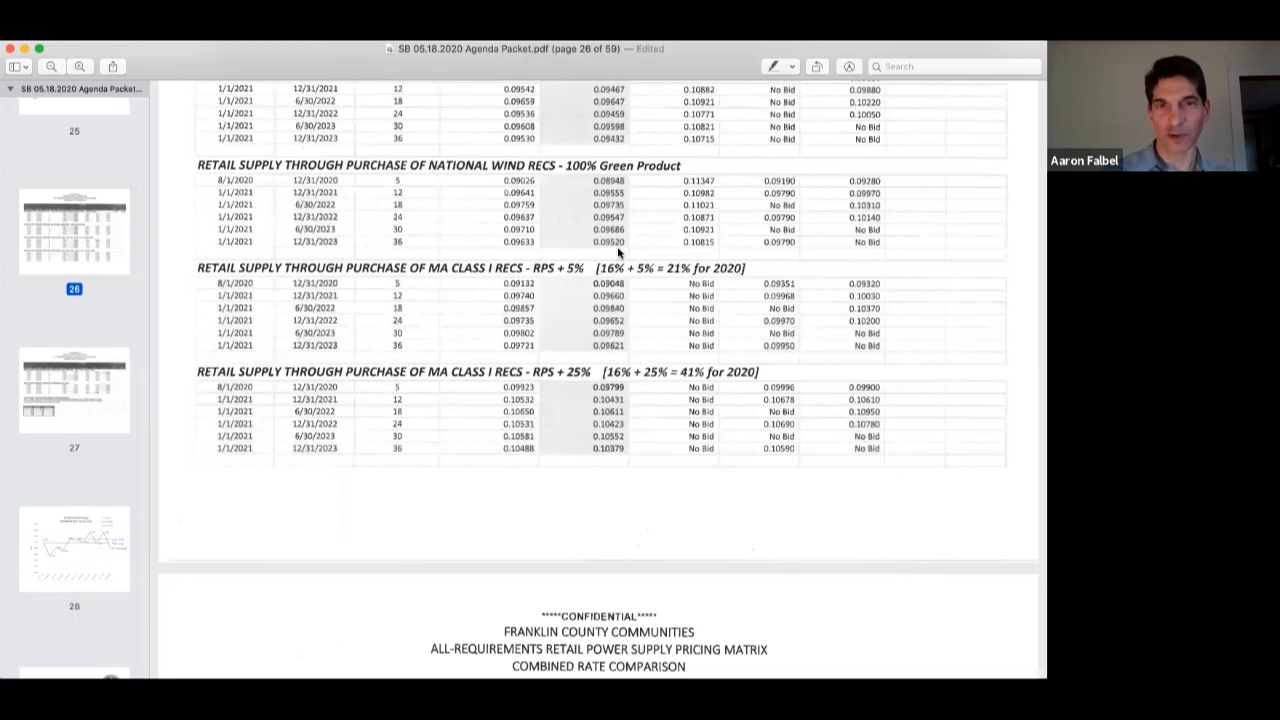 SB 05.18.2020 Agenda Packet.pdf (page 26 of 59) — Edited
Search
SB 05.18.2020 Agenda Packet...
25
26
27
28
1/1/2021 12/31/2021 12 0.09542 0.09467 0.10882 No Bid 0.09880
1/1/2021 6/30/2022 18 0.09659 0.09647 0.10921 No Bid 0.10220
1/1/2021 12/31/2022 24 0.09536 0.09459 0.10771 No Bid 0.10050
1/1/2021 6/30/2023 30 0.09608 0.09598 0.10821 No Bid No Bid
1/1/2021 12/31/2023 36 0.09530 0.09432 0.10715 No Bid No Bid
RETAIL SUPPLY THROUGH PURCHASE OF NATIONAL WIND RECS - 100% Green Product
8/1/2020 12/31/2020 5 0.09026 0.08948 0.11347 0.09190 0.09280
1/1/2021 12/31/2021 12 0.09641 0.09555 0.10982 0.09790 0.09970
1/1/2021 6/30/2022 18 0.09759 0.09735 0.11021 No Bid 0.10310
1/1/2021 12/31/2022 24 0.09637 0.09547 0.10871 0.09790 0.10140
1/1/2021 6/30/2023 30 0.09710 0.09686 0.10921 No Bid No Bid
1/1/2021 12/31/2023 36 0.09633 0.09520 0.10815 0.09790 No Bid
RETAIL SUPPLY THROUGH PURCHASE OF MA CLASS I RECS - RPS + 5% [16% + 5% = 21% for 2020]
8/1/2020 12/31/2020 5 0.09132 0.09048 No Bid 0.09351 0.09320
1/1/2021 12/31/2021 12 0.09740 0.09660 No Bid 0.09968 0.10030
1/1/2021 6/30/2022 18 0.09857 0.09840 No Bid No Bid 0.10370
1/1/2021 12/31/2022 24 0.09735 0.09652 No Bid 0.09970 0.10200
1/1/2021 6/30/2023 30 0.09802 0.09789 No Bid No Bid No Bid
1/1/2021 12/31/2023 36 0.09721 0.09621 No Bid 0.09950 No Bid
RETAIL SUPPLY THROUGH PURCHASE OF MA CLASS I RECS - RPS + 25% [16% + 25% = 41% for 2020]
8/1/2020 12/31/2020 5 0.09923 0.09799 No Bid 0.09996 0.09900
1/1/2021 12/31/2021 12 0.10532 0.10431 No Bid 0.10678 0.10610
1/1/2021 6/30/2022 18 0.10650 0.10611 No Bid No Bid 0.10950
1/1/2021 12/31/2022 24 0.10531 0.10423 No Bid 0.10690 0.10780
1/1/2021 6/30/2023 30 0.10581 0.10552 No Bid No Bid No Bid
1/1/2021 12/31/2023 36 0.10488 0.10379 No Bid 0.10590 No Bid
*****CONFIDENTIAL*****
FRANKLIN COUNTY COMMUNITIES
ALL-REQUIREMENTS RETAIL POWER SUPPLY PRICING MATRIX
COMBINED RATE COMPARISON
Aaron Falbel